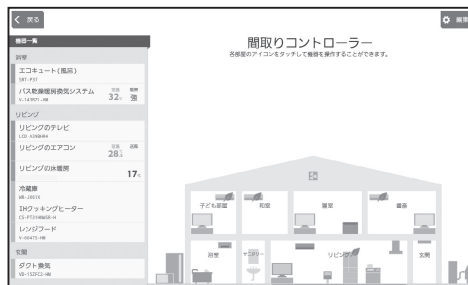 戻る
編集
間取りコントローラー
各部屋のアイコンをタッチして機器を操作することができます。
機器一覧
浴室
エコキュート(風呂)
SRT-P37
バス乾燥暖房換気システム
32
強
リビング
リビングのテレビ
リビングのエアコン
28
リビングの床暖房
17
冷蔵庫
IHクッキングヒーター
レンジフード
玄関
ダクト換気
子ども部屋
和室
寝室
書斎
浴室
リビング
玄関